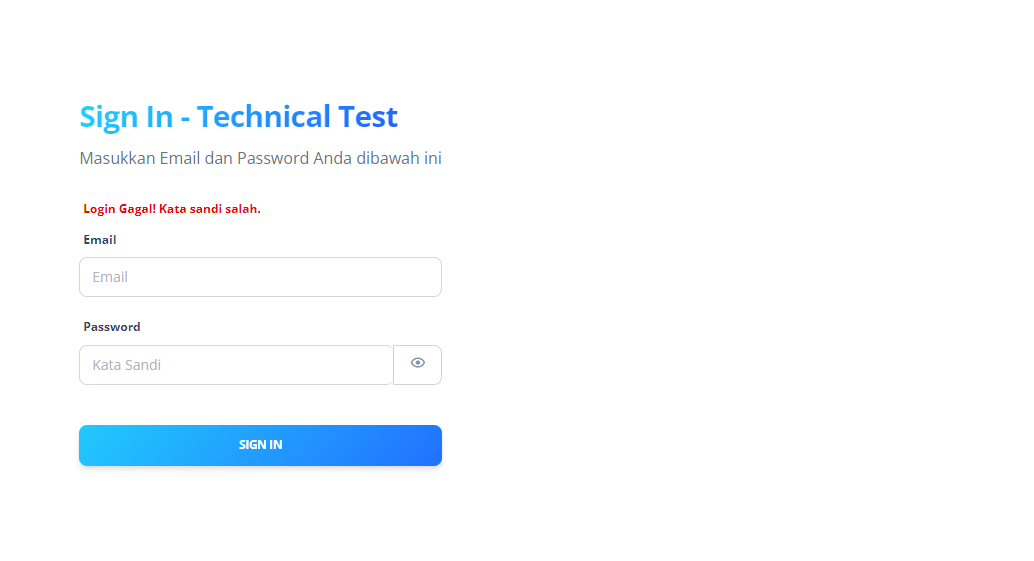 Sign In - Technical Test
Masukkan Email dan Password Anda dibawah ini
Login Gagal! Kata sandi salah.
Email
Email
Password
Kata Sandi
SIGN IN